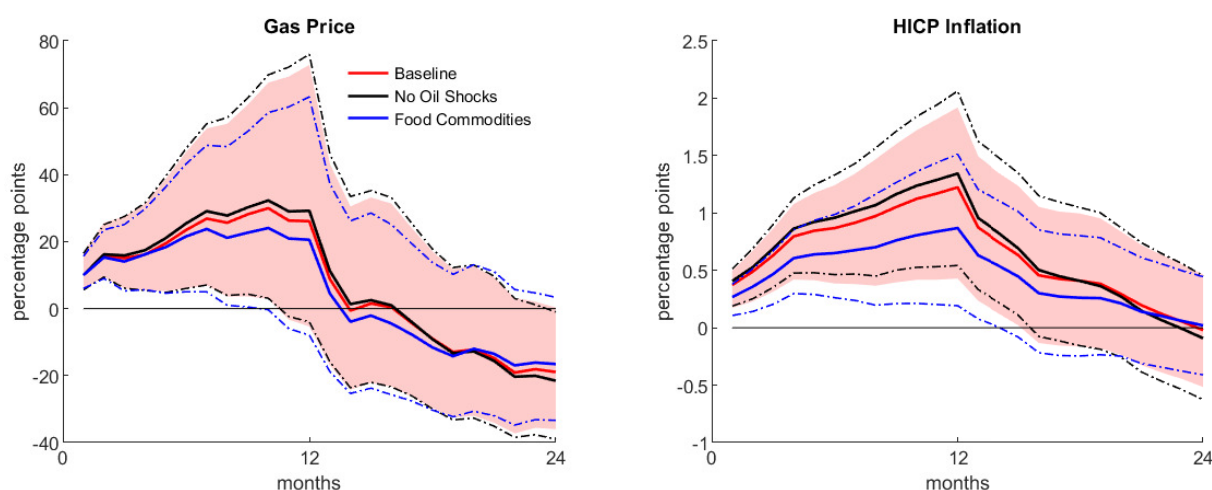 Gas Price
80
60
40
20
0
-20
-40
0
12
24
percentage points
months
Baseline
No Oil Shocks
Food Commodities
HICP Inflation
2.5
2
1.5
1
0.5
0
-0.5
-1
0
12
24
percentage points
months